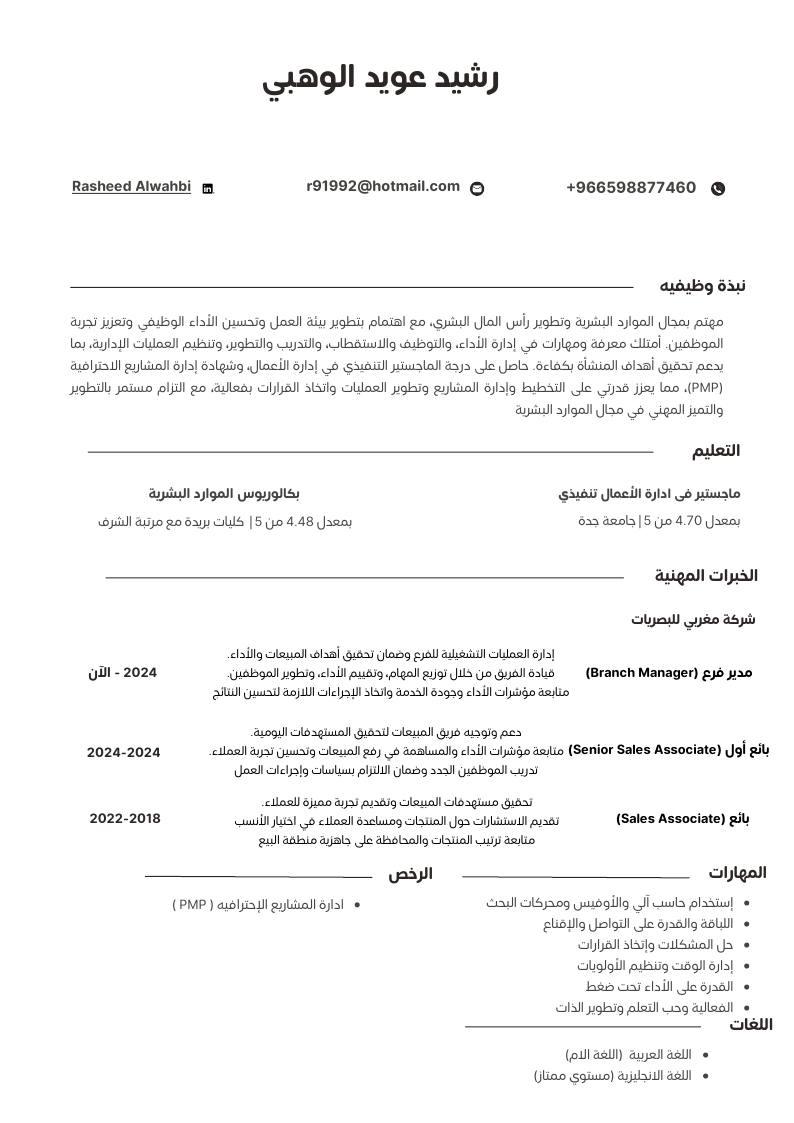 رشيد عويد الوهبي
+966598877460
r91992@hotmail.com
Rasheed Alwahbi
نبذة وظيفيه
مهتم بمجال الموارد البشرية وتطوير رأس المال البشري، مع اهتمام بتطوير بيئة العمل وتحسين الأداء الوظيفي وتعزيز تجربة
الموظفين. أمتلك معرفة ومهارات في إدارة الأداء، والتوظيف والاستقطاب، والتدريب والتطوير، وتنظيم العمليات الإدارية، بما
يدعم تحقيق أهداف المنشأة بكفاءة. حاصل على درجة الماجستير التنفيذي في إدارة الأعمال، وشهادة إدارة المشاريع الاحترافية
(PMP)، مما يعزز قدرتي على التخطيط وإدارة المشاريع وتطوير العمليات واتخاذ القرارات بفعالية، مع التزام مستمر بالتطوير
والتميز المهني في مجال الموارد البشرية
التعليم
ماجستير في ادارة الأعمال تنفيذي
بمعدل 4.70 من 5 | جامعة جدة
بكالوريوس الموارد البشرية
بمعدل 4.48 من 5 | كليات بريدة مع مرتبة الشرف
الخبرات المهنية
شركة مغربي للبصريات
مدير فرع (Branch Manager)
إدارة العمليات التشغيلية للفرع وضمان تحقيق أهداف المبيعات والأداء.
قيادة الفريق من خلال توزيع المهام، وتقييم الأداء، وتطوير الموظفين.
متابعة مؤشرات الأداء وجودة الخدمة واتخاذ الإجراءات اللازمة لتحسين النتائج
2024 - الآن
بائع أول (Senior Sales Associate)
دعم وتوجيه فريق المبيعات لتحقيق المستهدفات اليومية.
متابعة مؤشرات الأداء والمساهمة في رفع المبيعات وتحسين تجربة العملاء.
تدريب الموظفين الجدد وضمان الالتزام بسياسات وإجراءات العمل
2024-2024
بائع (Sales Associate)
تحقيق مستهدفات المبيعات وتقديم تجربة مميزة للعملاء.
تقديم الاستشارات حول المنتجات ومساعدة العملاء في اختيار الأنسب
متابعة ترتيب المنتجات والمحافظة على جاهزية منطقة البيع
2022-2018
المهارات
إستخدام حاسب آلي والأوفيس ومحركات البحث
اللباقة والقدرة على التواصل والإقناع
حل المشكلات وإتخاذ القرارات
إدارة الوقت وتنظيم الأولويات
القدرة على الأداء تحت ضغط
الفعالية وحب التعلم وتطوير الذات
الرخص
ادارة المشاريع الإحترافيه ( PMP )
اللغات
اللغة العربية (اللغة الام)
اللغة الانجليزية (مستوي ممتاز)